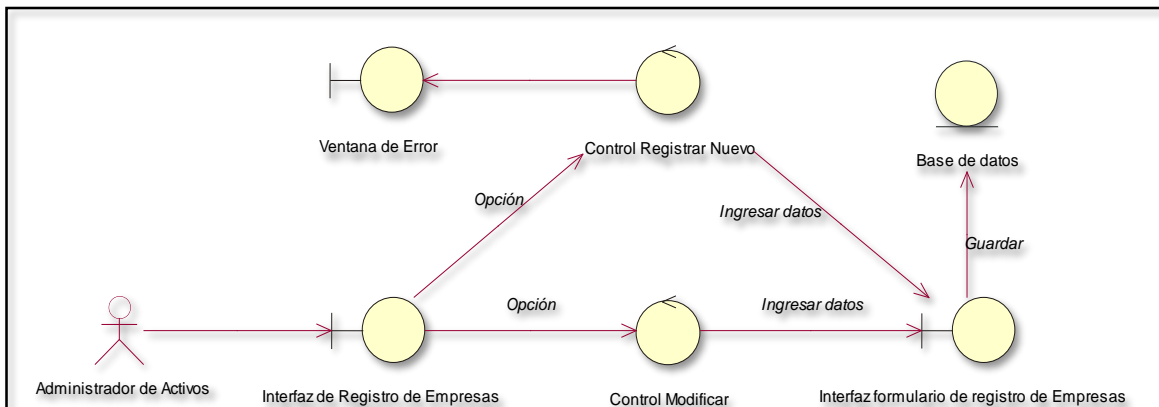 Ventana de Error
Control Registrar Nuevo
Base de datos
Opción
Ingresar datos
Guardar
Opción
Ingresar datos
Administrador de Activos
Interfaz de Registro de Empresas
Control Modificar
Interfaz formulario de registro de Empresas